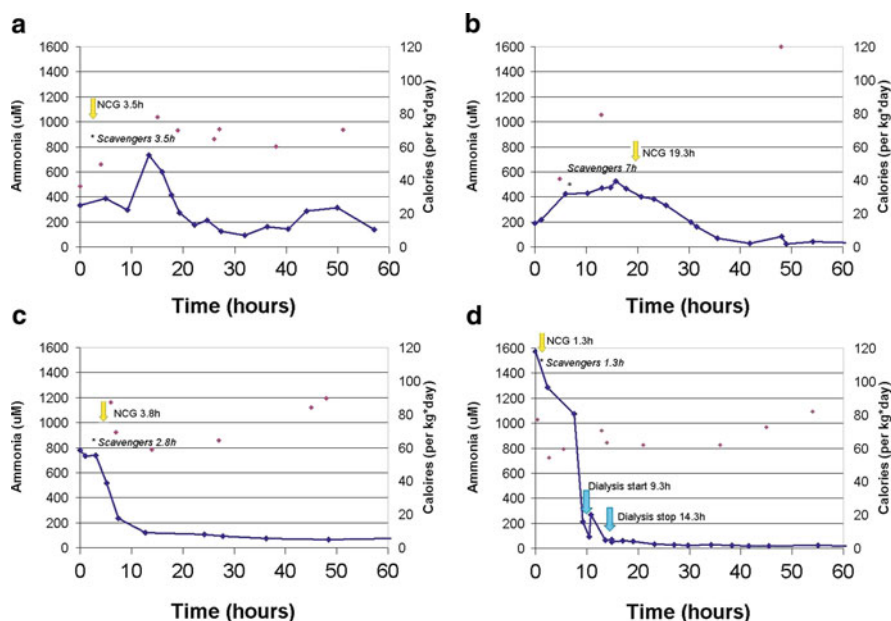 a
1600
1400
1200
1000
800
600
400
200
0
Ammonia (uM)
120
100
80
60
40
20
0
Calories (per kg*day)
NCG 3.5h
* Scavengers 3.5h
0 10 20 30 40 50 60
Time (hours)
b
1600
1400
1200
1000
800
600
400
200
0
Ammonia (uM)
120
100
80
60
40
20
0
Calories (per kg*day)
NCG 19.3h
Scavengers 7h
*
0 10 20 30 40 50 60
Time (hours)
c
1600
1400
1200
1000
800
600
400
200
0
Ammonia (uM)
120
100
80
60
40
20
0
Caloires (per kg*day)
NCG 3.8h
* Scavengers 2.8h
0 10 20 30 40 50 60
Time (hours)
d
1600
1400
1200
1000
800
600
400
200
0
Ammonia (uM)
120
100
80
60
40
20
0
Calories (per kg*day)
NCG 1.3h
* Scavengers 1.3h
Dialysis start 9.3h
Dialysis stop 14.3h
0 10 20 30 40 50 60
Time (hours)